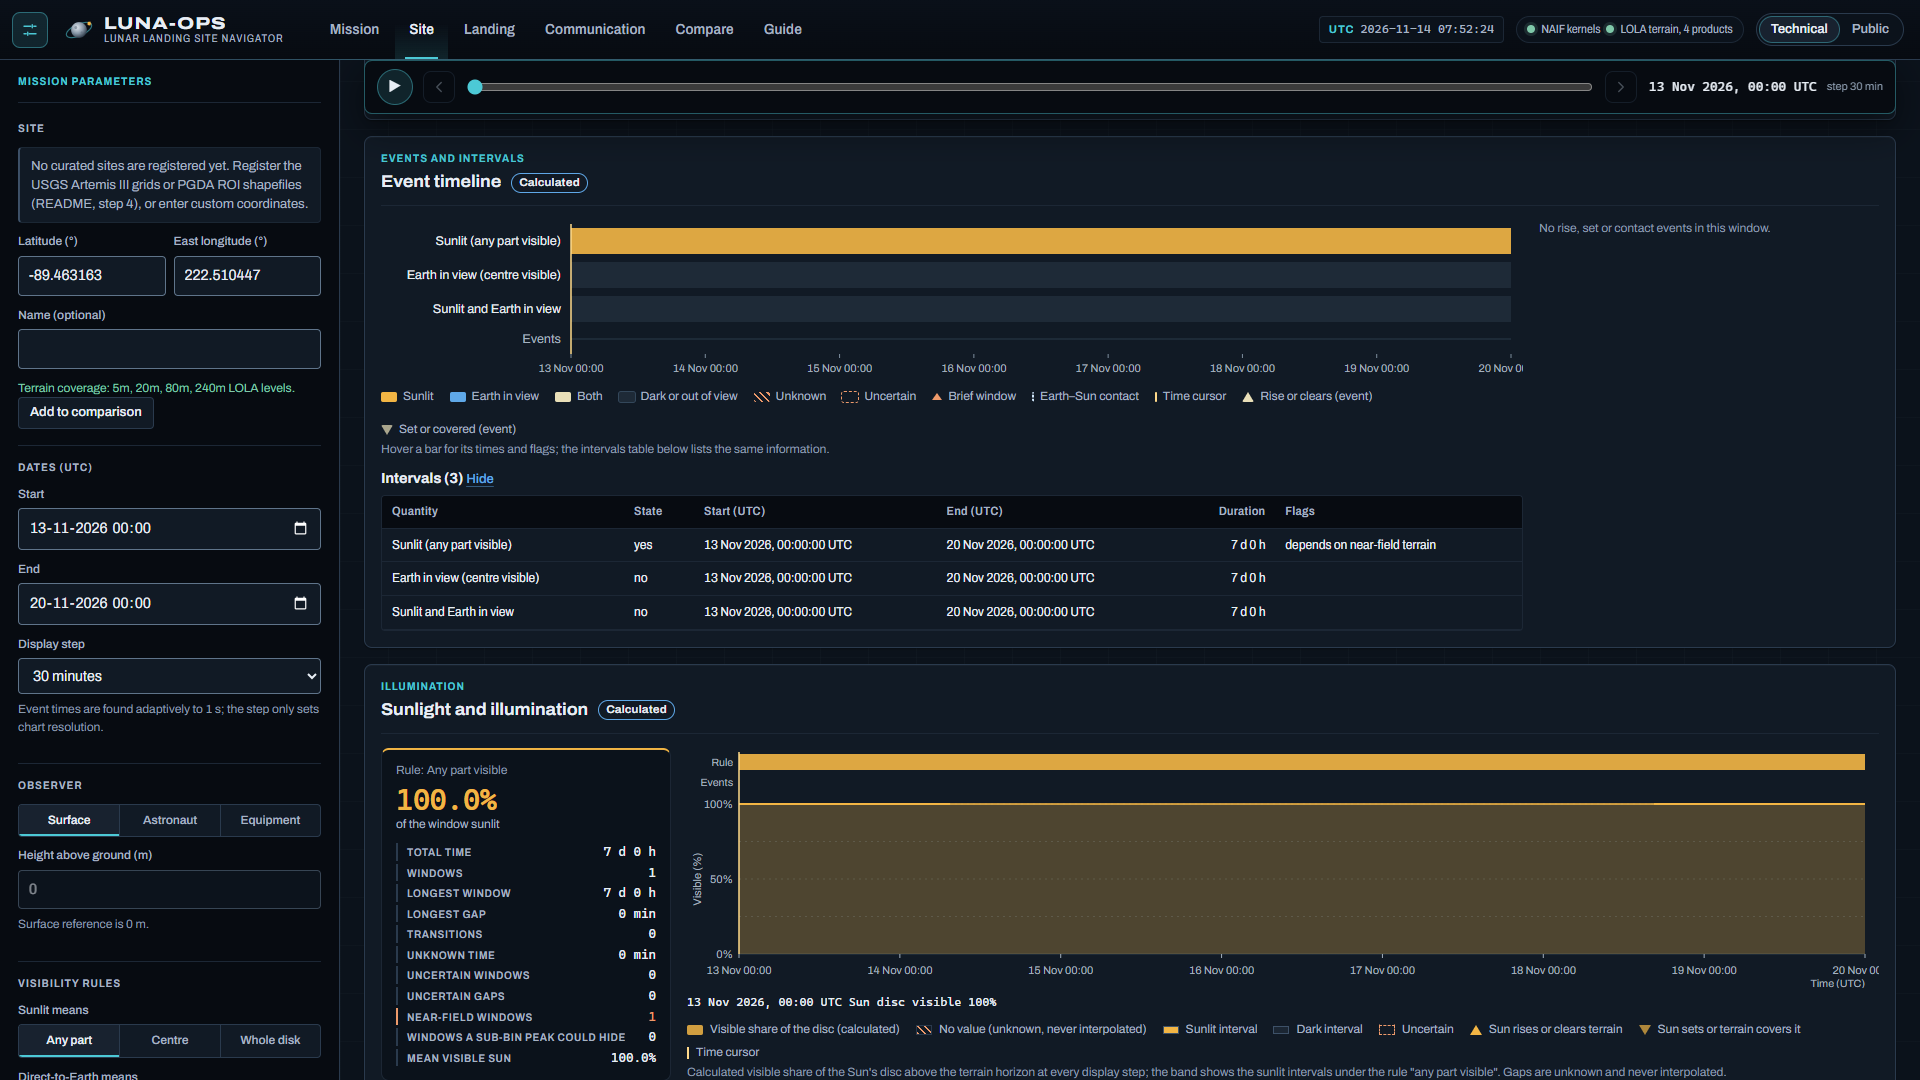 LUNA-OPS
LUNAR LANDING SITE NAVIGATOR
Mission
Site
Landing
Communication
Compare
Guide
UTC 2026-11-14 07:52:24
NAIF kernels
LOLA terrain, 4 products
Technical
Public
MISSION PARAMETERS
SITE
No curated sites are registered yet. Register the
USGS Artemis III grids or PGDA ROI shapefiles
(README, step 4), or enter custom coordinates.
Latitude (°)
East longitude (°)
-89.463163
222.510447
Name (optional)
Terrain coverage: 5m, 20m, 80m, 240m LOLA levels.
Add to comparison
DATES (UTC)
Start
13-11-2026 00:00
End
20-11-2026 00:00
Display step
30 minutes
Event times are found adaptively to 1 s; the step only sets
chart resolution.
OBSERVER
Surface
Astronaut
Equipment
Height above ground (m)
0
Surface reference is 0 m.
VISIBILITY RULES
Sunlit means
Any part
Centre
Whole disk
Direct-to-Earth means
13 Nov 2026, 00:00 UTC
step 30 min
EVENTS AND INTERVALS
Event timeline
Calculated
Sunlit (any part visible)
Earth in view (centre visible)
Sunlit and Earth in view
Events
13 Nov 00:00
14 Nov 00:00
15 Nov 00:00
16 Nov 00:00
17 Nov 00:00
18 Nov 00:00
19 Nov 00:00
20 Nov 0
No rise, set or contact events in this window.
Sunlit
Earth in view
Both
Dark or out of view
Unknown
Uncertain
Brief window
Earth–Sun contact
Time cursor
Rise or clears (event)
Set or covered (event)
Hover a bar for its times and flags; the intervals table below lists the same information.
Intervals (3) Hide
Quantity State Start (UTC) End (UTC) Duration Flags
Sunlit (any part visible) yes 13 Nov 2026, 00:00:00 UTC 20 Nov 2026, 00:00:00 UTC 7 d 0 h depends on near-field terrain
Earth in view (centre visible) no 13 Nov 2026, 00:00:00 UTC 20 Nov 2026, 00:00:00 UTC 7 d 0 h
Sunlit and Earth in view no 13 Nov 2026, 00:00:00 UTC 20 Nov 2026, 00:00:00 UTC 7 d 0 h
ILLUMINATION
Sunlight and illumination
Calculated
Rule: Any part visible
100.0%
of the window sunlit
TOTAL TIME 7 d 0 h
WINDOWS 1
LONGEST WINDOW 7 d 0 h
LONGEST GAP 0 min
TRANSITIONS 0
UNKNOWN TIME 0 min
UNCERTAIN WINDOWS 0
UNCERTAIN GAPS 0
NEAR-FIELD WINDOWS 1
WINDOWS A SUB-BIN PEAK COULD HIDE 0
MEAN VISIBLE SUN 100.0%
Rule
Events
100%
50%
0%
Visible (%)
13 Nov 00:00
14 Nov 00:00
15 Nov 00:00
16 Nov 00:00
17 Nov 00:00
18 Nov 00:00
19 Nov 00:00
20 Nov 0
Time (UTC)
13 Nov 2026, 00:00 UTC Sun disc visible 100%
Visible share of the disc (calculated)
No value (unknown, never interpolated)
Sunlit interval
Dark interval
Uncertain
Sun rises or clears terrain
Sun sets or terrain covers it
Time cursor
Calculated visible share of the Sun's disc above the terrain horizon at every display step; the band shows the sunlit intervals under the rule "any part visible". Gaps are unknown and never interpolated.